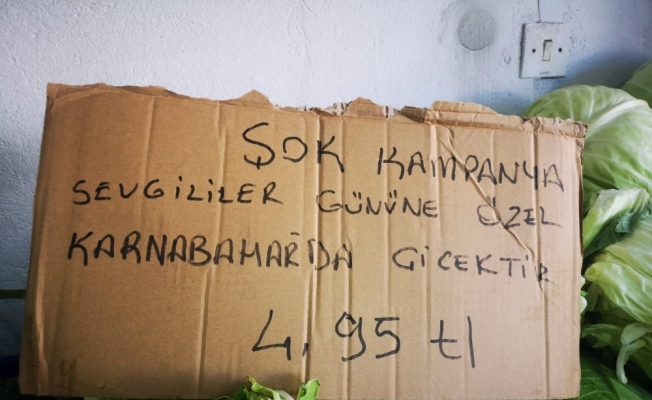 ŞOK KAMPANYA
SEVGİLİLER GÜNÜNE ÖZEL
KARNABAHAR'DA ÇİÇEKTİR
4,95 tl